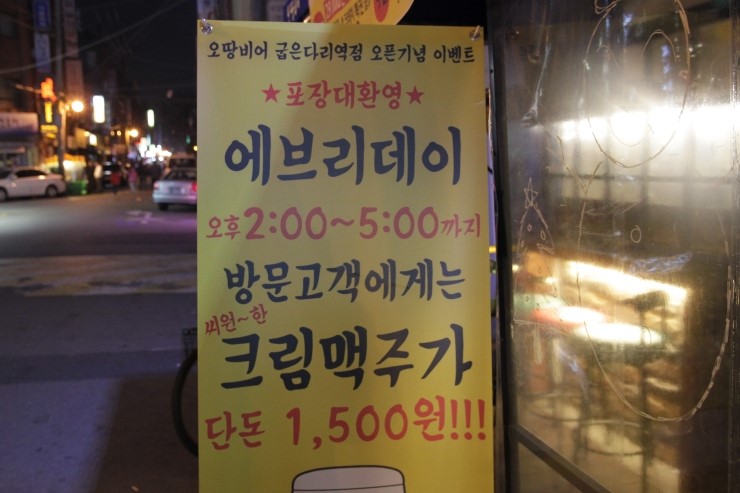 오땅비어 굽은다리역점 오픈기념 이벤트
★포장대환영★
에브리데이
오후 2:00~5:00까지
방문고객에게는
씨원~한
크림맥주가
단돈 1,500원!!!